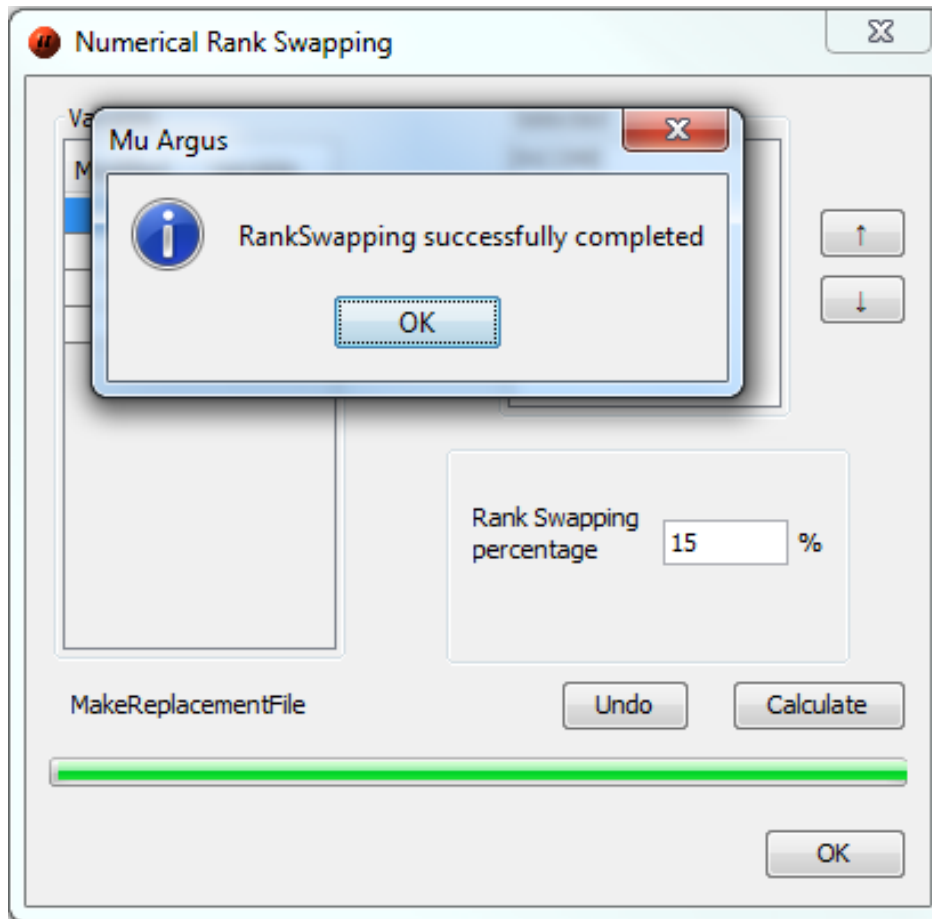 Numerical Rank Swapping
Mu Argus
RankSwapping successfully completed
OK
↑
↓
Rank Swapping
percentage
15
%
MakeReplacementFile
Undo
Calculate
OK